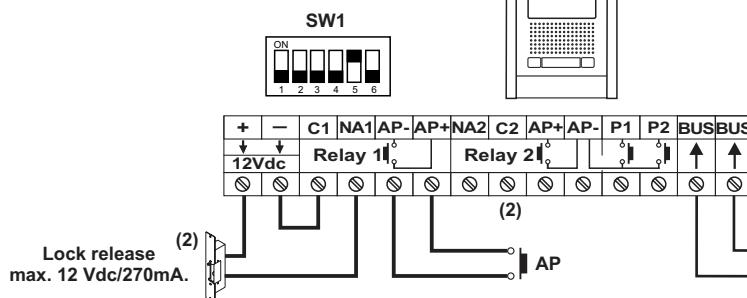 SW1
ON
1 2 3 4 5 6
+ — C1 NA1 AP- AP+ NA2 C2 AP+ AP- P1 P2 BUS BUS
12Vdc Relay 1 Relay 2
(2)
(2)
Lock release
max. 12 Vdc/270mA.
AP